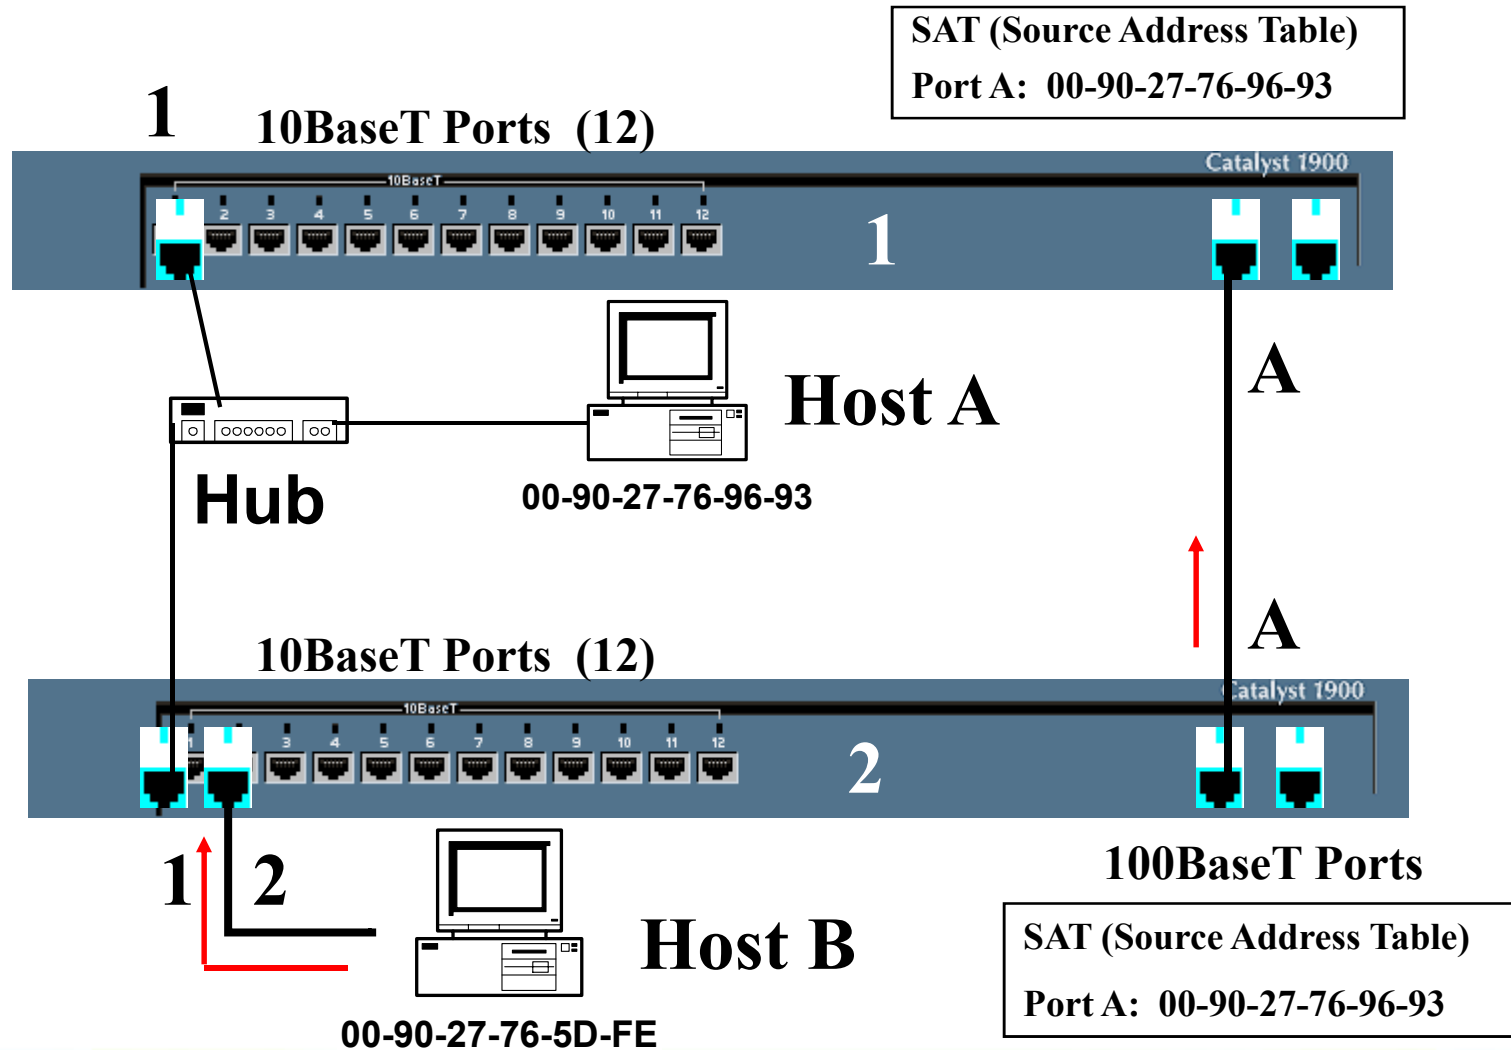 SAT (Source Address Table)
Port A: 00-90-27-76-96-93
1
10BaseT Ports (12)
Catalyst 1900
10BaseT
2 3 4 5 6 7 8 9 10 11 12
1
A
Host A
Hub
00-90-27-76-96-93
A
10BaseT Ports (12)
atalyst 1900
10BaseT
1 3 4 5 6 7 8 9 10 11 12
2
1 2
100BaseT Ports
Host B
SAT (Source Address Table)
Port A: 00-90-27-76-96-93
00-90-27-76-5D-FE